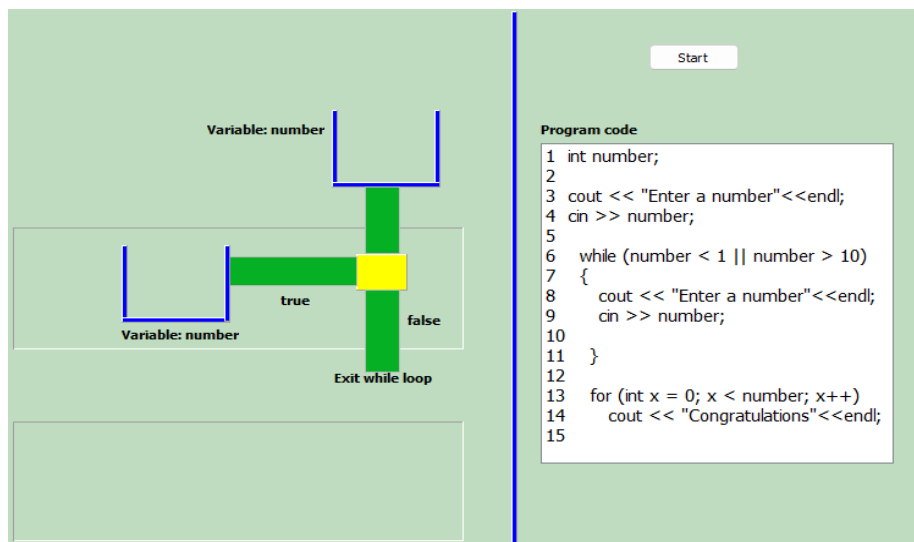 Start
Variable: number
Program code
1 int number;
2
3 cout << "Enter a number"<<endl;
4 cin >> number;
5
6 while (number < 1 || number > 10)
7 {
8 cout << "Enter a number"<<endl;
9 cin >> number;
10
11 }
12
13 for (int x = 0; x < number; x++)
14 cout << "Congratulations"<<endl;
15
true
false
Variable: number
Exit while loop